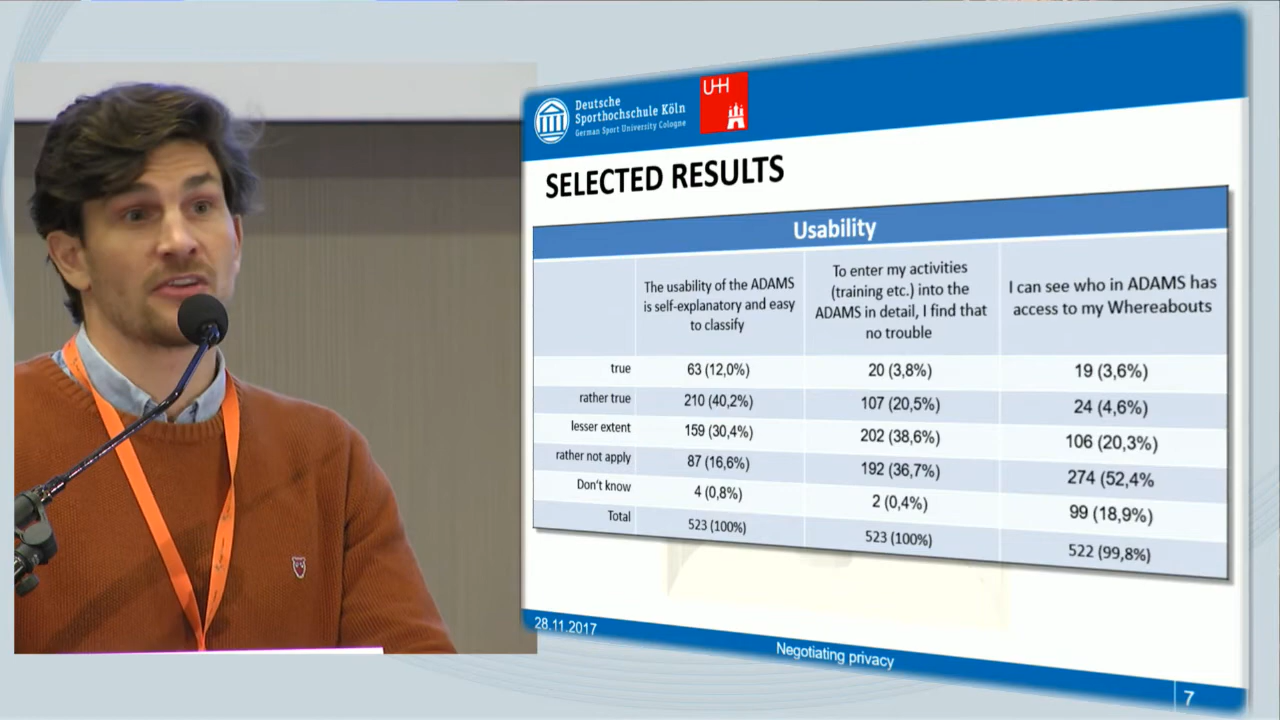 Deutsche
Sporthochschule Köln
German Sport University Cologne
UHH
SELECTED RESULTS
Usability
The usability of the ADAMS
is self-explanatory and easy
to classify
To enter my activities
(training etc.) into the
ADAMS in detail, I find that
no trouble
I can see who in ADAMS has
access to my Whereabouts
true 63 (12,0%) 20 (3,8%) 19 (3,6%)
rather true 210 (40,2%) 107 (20,5%) 24 (4,6%)
lesser extent 159 (30,4%) 202 (38,6%) 106 (20,3%)
rather not apply 87 (16,6%) 192 (36,7%) 274 (52,4%
Don't know 4 (0,8%) 2 (0,4%) 99 (18,9%)
Total 523 (100%) 523 (100%) 522 (99,8%)
28.11.2017
Negotiating privacy
7